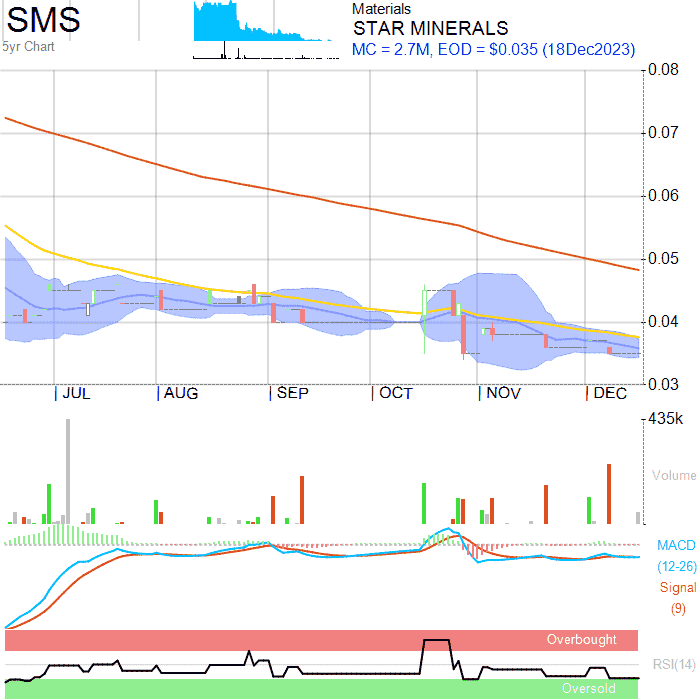 SMS
5yr Chart
Materials
STAR MINERALS
MC = 2.7M, EOD = $0.035 (18Dec2023)
0.08
0.07
0.06
0.05
0.04
0.03
JUL AUG SEP OCT NOV DEC
435k
Volume
MACD
(12-26)
Signal
(9)
Overbought
RSI(14)
Oversold